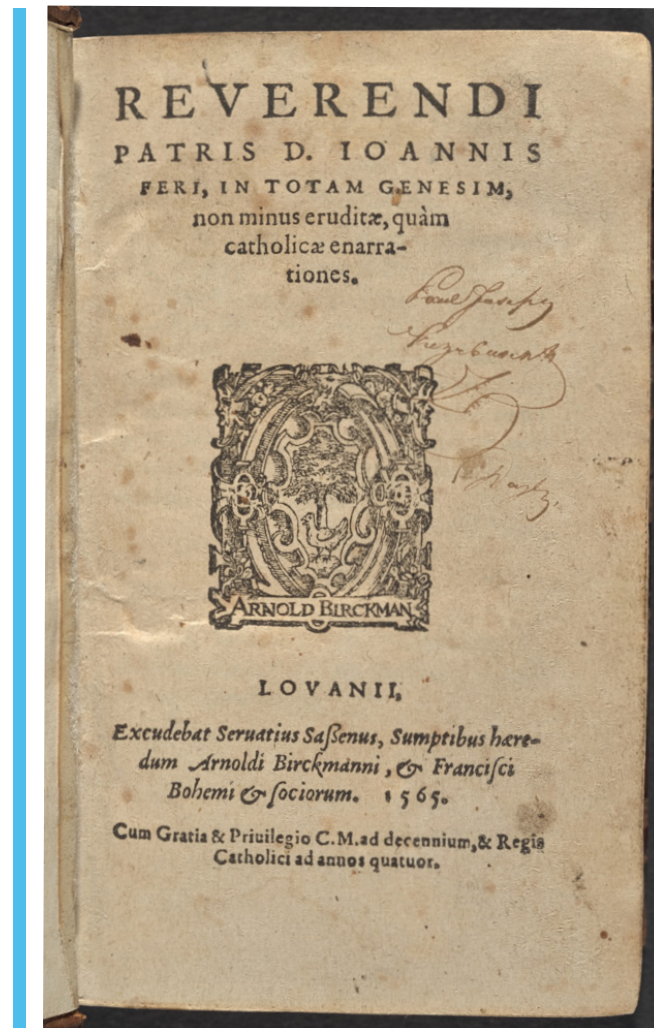 REVERENDI
PATRIS D. IOANNIS
FERI, IN TOTAM GENESIM,
non minus eruditæ, quàm
catholicæ enarra-
tiones.
ARNOLD BIRCKMAN
LOVANII,
Excudebat Seruatius Saßenus, Sumptibus hære-
dum Arnoldi Birckmanni, & Francisci
Bohemi & sociorum. 1565.
Cum Gratia & Priuilegio C.M. ad decennium, & Regis
Catholici ad annos quatuor.